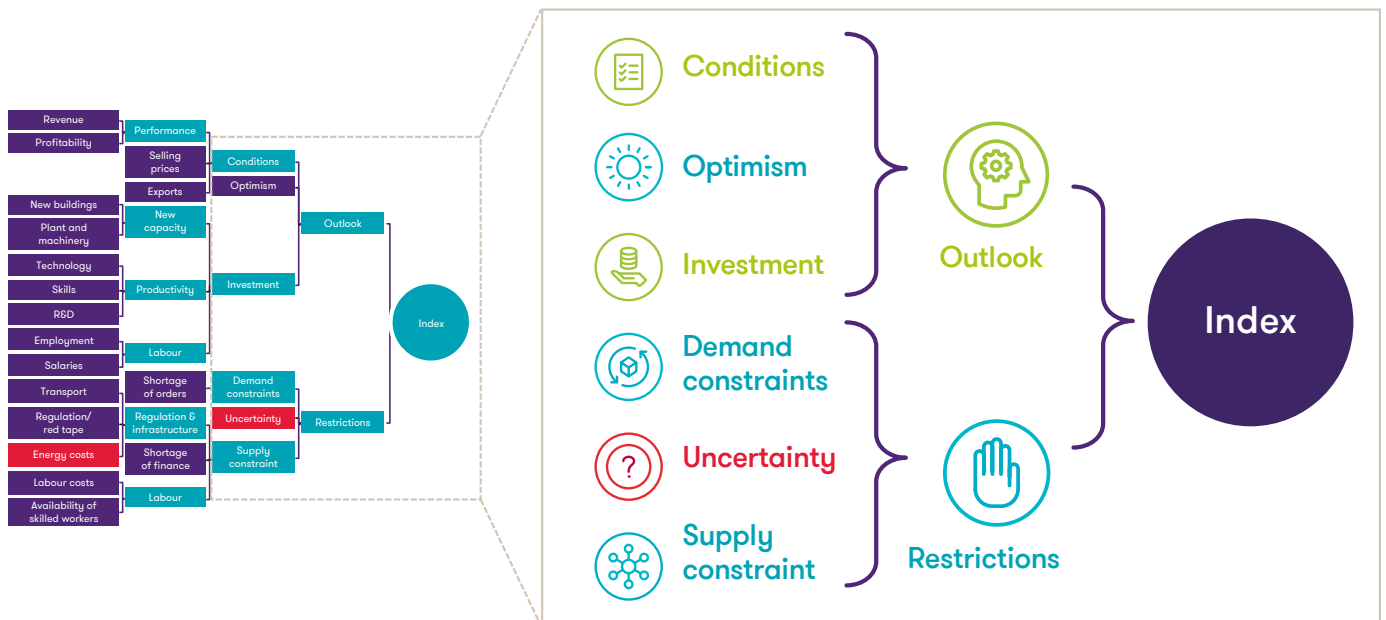 Revenue
Profitability
Performance
Selling
prices
Exports
Conditions
Optimism
New buildings
Plant and
machinery
New
capacity
Technology
Skills
R&D
Productivity
Investment
Employment
Salaries
Labour
Outlook
Index
Transport
Regulation/
red tape
Energy costs
Shortage
of orders
Regulation &
infrastructure
Shortage
of finance
Demand
constraints
Uncertainty
Supply
constraint
Restrictions
Labour costs
Availability of
skilled workers
Labour
Conditions
Optimism
Investment
Demand
constraints
?
Uncertainty
Supply
constraint
Outlook
Restrictions
Index